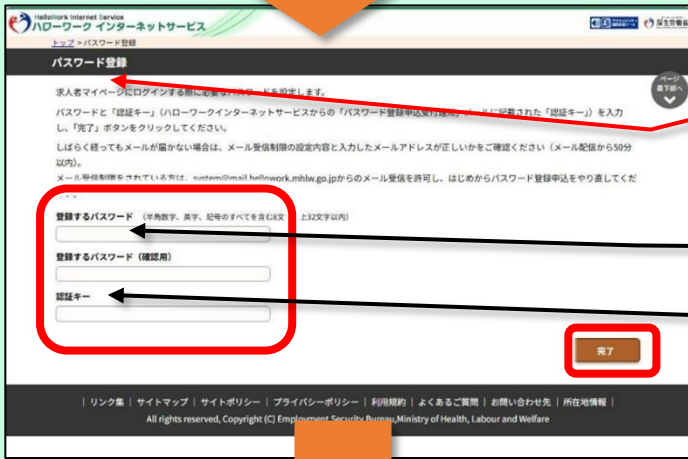 HelloWork Internet Service
ハローワーク インターネットサービス
厚生労働省
トップ > パスワード登録
パスワード登録
ページ
最下部へ
求人者マイページにログインする際に必要なパスワードを設定します。
パスワードと「認証キー」（ハローワークインターネットサービスからの「パスワード登録申込受付通知」メールに記載された「認証キー」）を入力
し、「完了」ボタンをクリックしてください。
しばらく経ってもメールが届かない場合は、メール受信制限の設定内容と入力したメールアドレスが正しいかをご確認ください（メール配信から50分
以内）。
メール受信制限をされている方は、system@mail.hellowork.mhlw.go.jpからのメール受信を許可し、はじめからパスワード登録申込をやり直してくだ
登録するパスワード （半角数字、英字、記号のすべてを含む8文 上32文字以内）
登録するパスワード（確認用）
認証キー
完了
| リンク集 | サイトマップ | サイトポリシー | プライバシーポリシー | 利用規約 | よくあるご質問 | お問い合わせ先 | 所在地情報 |
All rights reserved, Copyright (C) Employment Security Bureau,Ministry of Health, Labour and Welfare